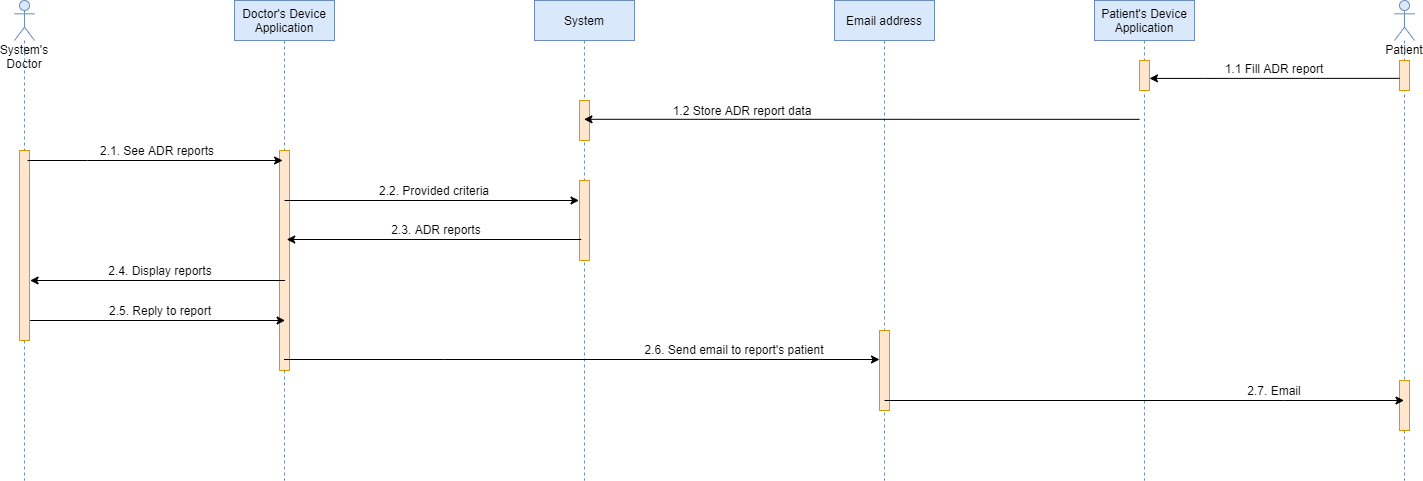 System's
Doctor
Doctor's Device
Application
System
Email address
Patient's Device
Application
Patient
1.1 Fill ADR report
1.2 Store ADR report data
2.1. See ADR reports
2.2. Provided criteria
2.3. ADR reports
2.4. Display reports
2.5. Reply to report
2.6. Send email to report's patient
2.7. Email